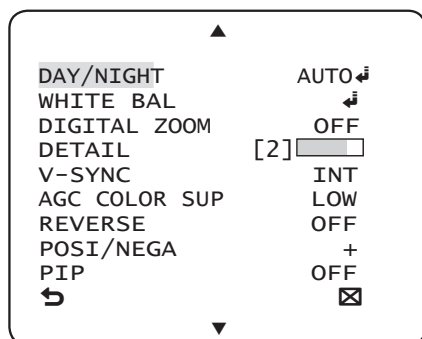 DAY/NIGHT AUTO
WHITE BAL
DIGITAL ZOOM OFF
DETAIL [2]
V-SYNC INT
AGC COLOR SUP LOW
REVERSE OFF
POSI/NEGA +
PIP OFF